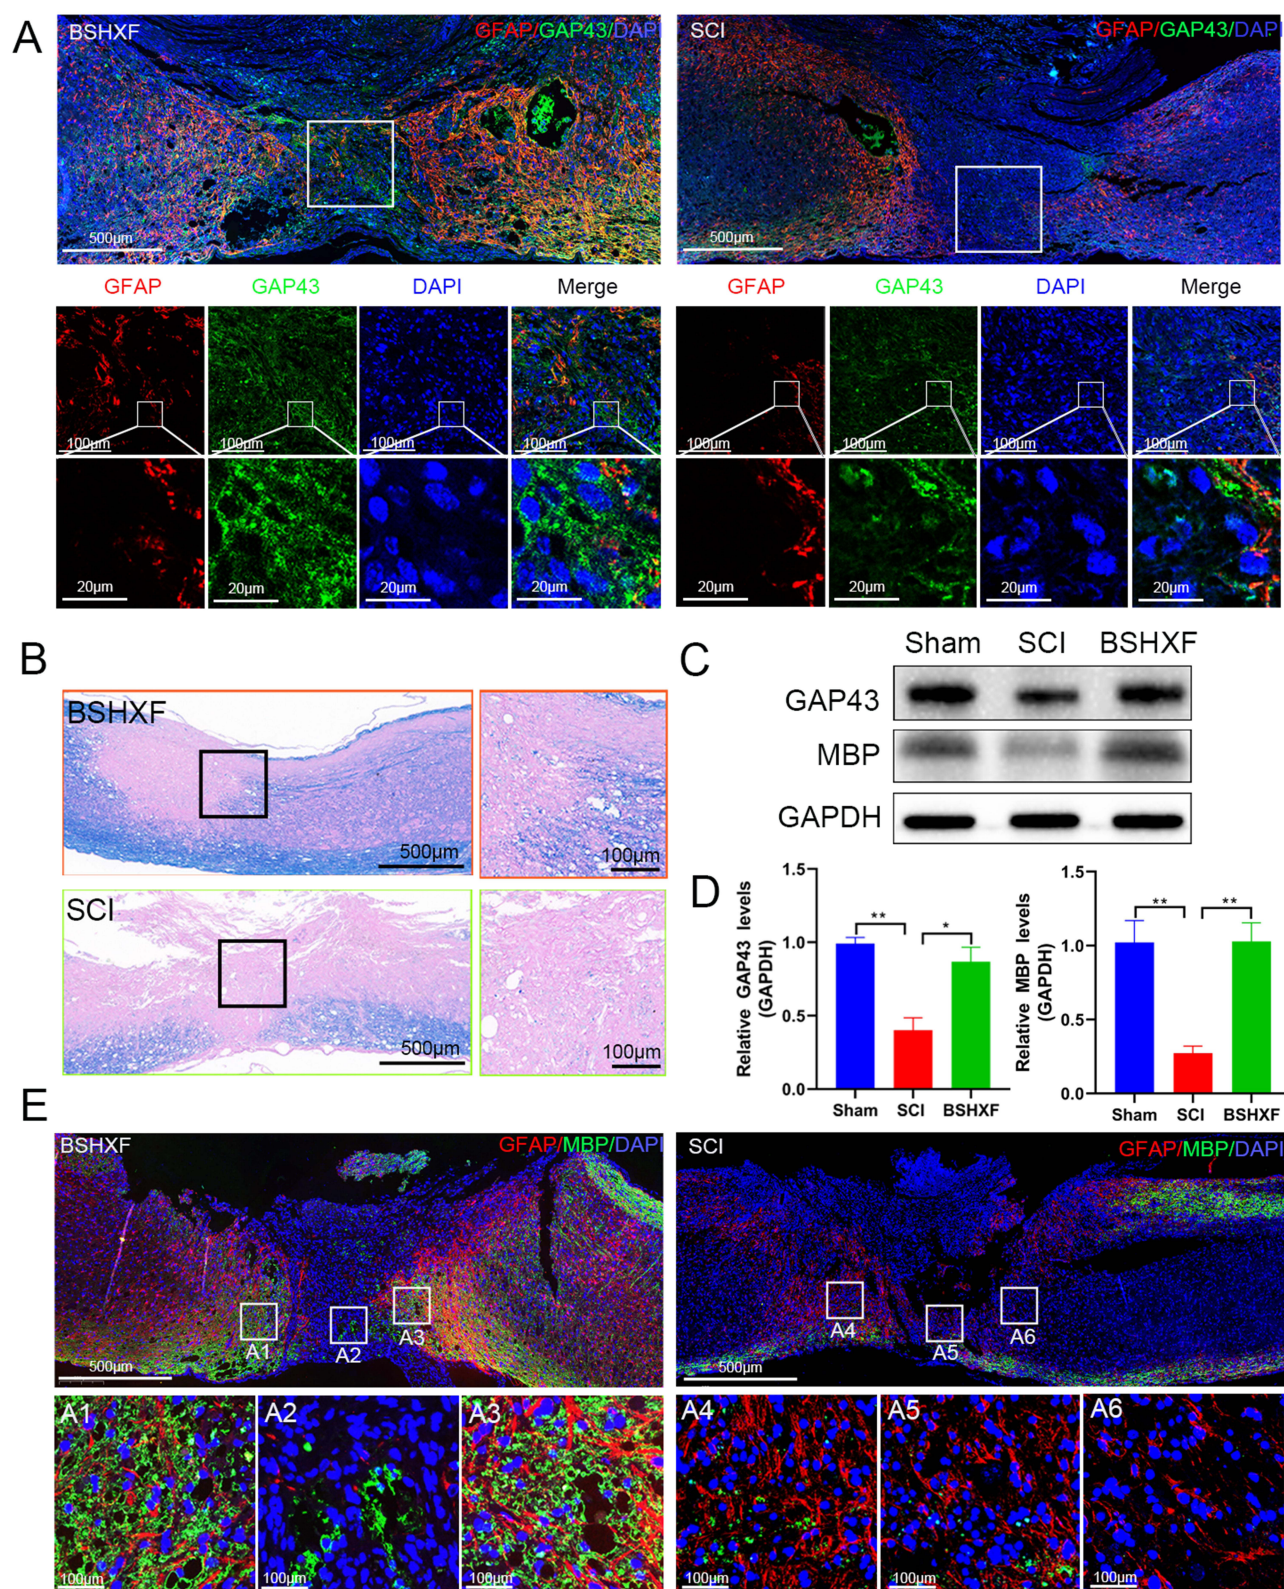 A
BSHXF
GFAP/GAP43/DAPI
500µm
SCI
GFAP/GAP43/DAPI
500µm
GFAP GAP43 DAPI Merge
GFAP GAP43 DAPI Merge
100µm 100µm 100µm 100µm
100µm 100µm 100µm 100µm
20µm 20µm 20µm 20µm
20µm 20µm 20µm 20µm
B
BSHXF
500µm
100µm
SCI
500µm
100µm
C
Sham SCI BSHXF
GAP43
MBP
GAPDH
D
Relative GAP43 levels
(GAPDH)
1.5
1.0
0.5
0.0
** *
Sham SCI BSHXF
Relative MBP levels
(GAPDH)
1.5
1.0
0.5
0.0
** **
Sham SCI BSHXF
E
BSHXF
GFAP/MBP/DAPI
A1
A2
A3
500µm
SCI
GFAP/MBP/DAPI
A4
A5
A6
500µm
A1 A2 A3
100µm 100µm 100µm
A4 A5 A6
100µm 100µm 100µm